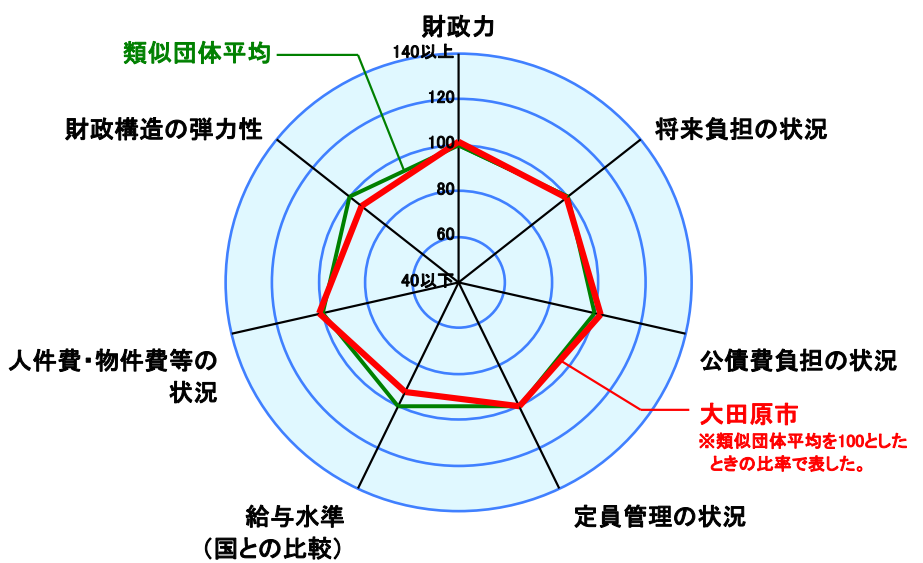 財政力
類似団体平均
140以上
120
100
80
60
40以下
財政構造の弾力性
将来負担の状況
人件費・物件費等の
状況
公債費負担の状況
大田原市
※類似団体平均を100とした
ときの比率で表した。
給与水準
（国との比較）
定員管理の状況